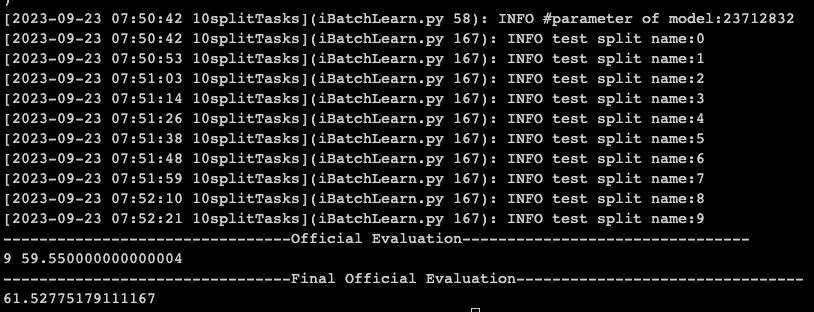 )
[2023-09-23 07:50:42 10splitTasks](iBatchLearn.py 58): INFO #parameter of model:23712832
[2023-09-23 07:50:42 10splitTasks](iBatchLearn.py 167): INFO test split name:0
[2023-09-23 07:50:53 10splitTasks](iBatchLearn.py 167): INFO test split name:1
[2023-09-23 07:51:03 10splitTasks](iBatchLearn.py 167): INFO test split name:2
[2023-09-23 07:51:14 10splitTasks](iBatchLearn.py 167): INFO test split name:3
[2023-09-23 07:51:26 10splitTasks](iBatchLearn.py 167): INFO test split name:4
[2023-09-23 07:51:38 10splitTasks](iBatchLearn.py 167): INFO test split name:5
[2023-09-23 07:51:48 10splitTasks](iBatchLearn.py 167): INFO test split name:6
[2023-09-23 07:51:59 10splitTasks](iBatchLearn.py 167): INFO test split name:7
[2023-09-23 07:52:10 10splitTasks](iBatchLearn.py 167): INFO test split name:8
[2023-09-23 07:52:21 10splitTasks](iBatchLearn.py 167): INFO test split name:9
--------------------------------Official Evaluation--------------------------------
9 59.550000000000004
--------------------------------Final Official Evaluation--------------------------------
61.52775179111167